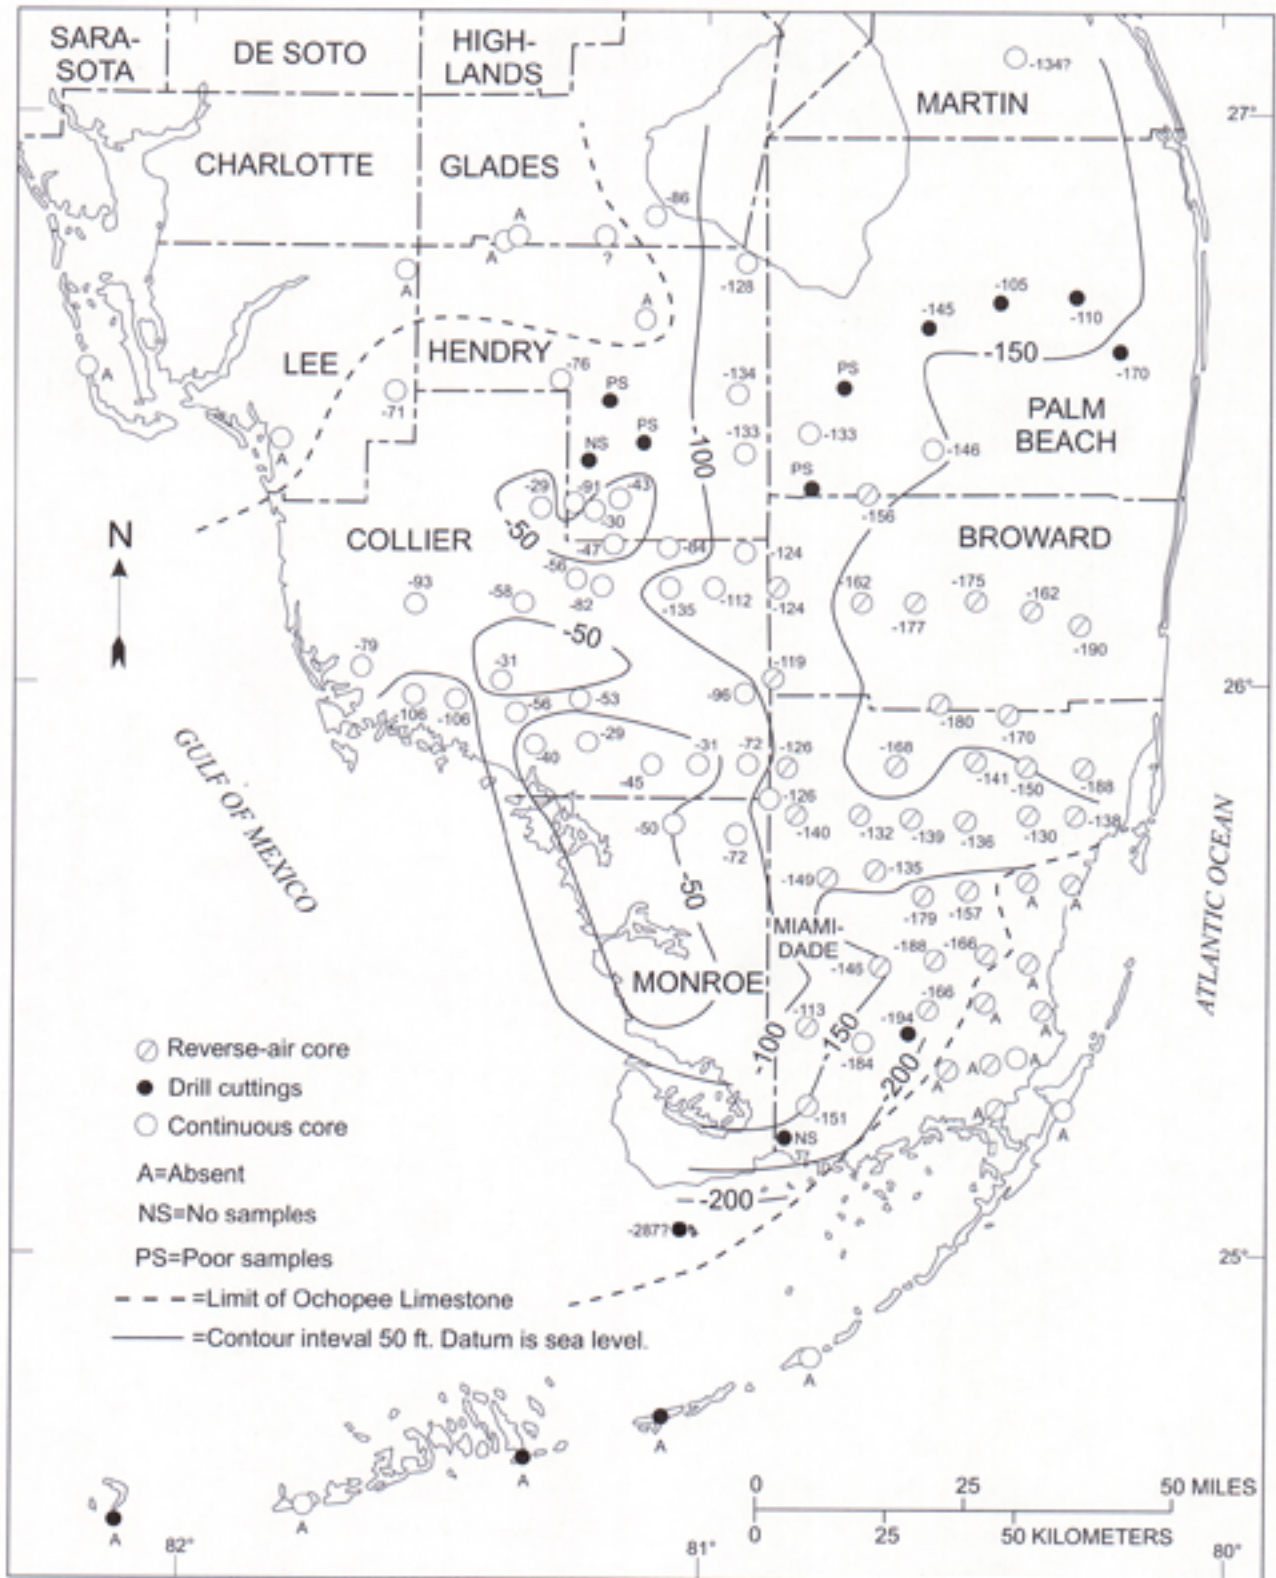 SARA-
SOTA
DE SOTO
HIGH-
LANDS
-134?
MARTIN
27°
CHARLOTTE
GLADES
-86
A
A
?
-128
A
A
-105
-145
-110
LEE
HENDRY
-150
A
-76
-134
PS
-170
-71
PS
PALM
BEACH
PS
-100
-133
-133
-146
A
NS
PS
-29
-91
-43
-30
-156
N
COLLIER
-50
-47
-84
-124
BROWARD
-56
-93
-58
-82
-135
-112
-124
-162
-177
-175
-162
-190
-50
-79
-31
-119
26°
106
-106
-56
-53
-96
-180
-170
GULF OF MEXICO
-40
-29
-31
-72
-126
-168
-141
-150
-188
-45
-126
-50
-72
-140
-132
-139
-136
-130
-138
ATLANTIC OCEAN
-149
-135
-50
-179
-157
A
A
MIAMI-
DADE
-188
-166
-146
A
MONROE
-166
A
A
-113
-194
-100
-150
-184
-200
A
A
A
Reverse-air core
Drill cuttings
-151
A
A
Continuous core
NS
A=Absent
-200
NS=No samples
-287?
PS=Poor samples
25°
=Limit of Ochopee Limestone
=Contour inteval 50 ft. Datum is sea level.
A
A
A
A
A
0 25 50 MILES
0 25 50 KILOMETERS
82° 81° 80°